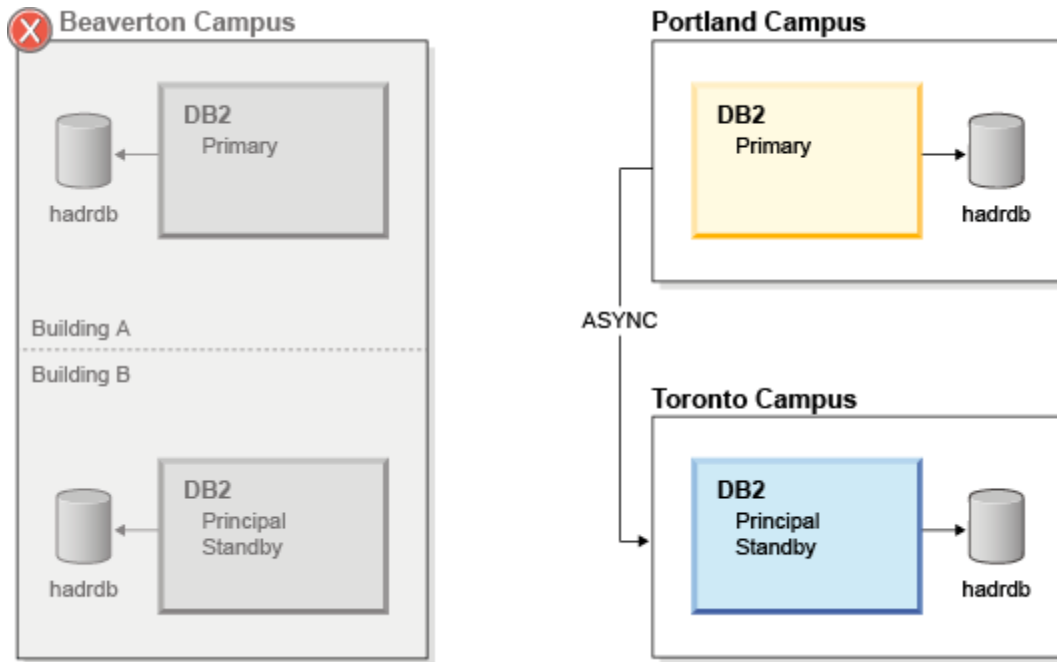 Beaverton Campus
DB2
Primary
hadrdb
Building A
Building B
DB2
Principal
Standby
hadrdb
Portland Campus
DB2
Primary
hadrdb
ASYNC
Toronto Campus
DB2
Principal
Standby
hadrdb